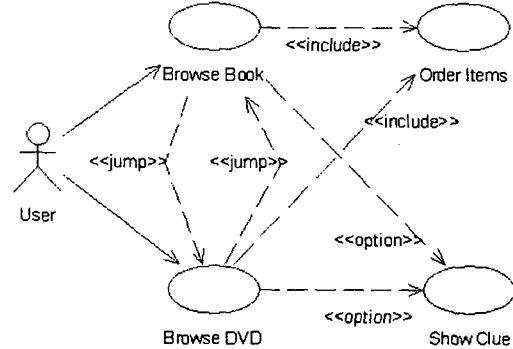 <<include>>
Browse Book
Order Items
<<include>>
<<jump>>
<<jump>>
User
<<option>>
<<option>>
Browse DVD
Show Clue